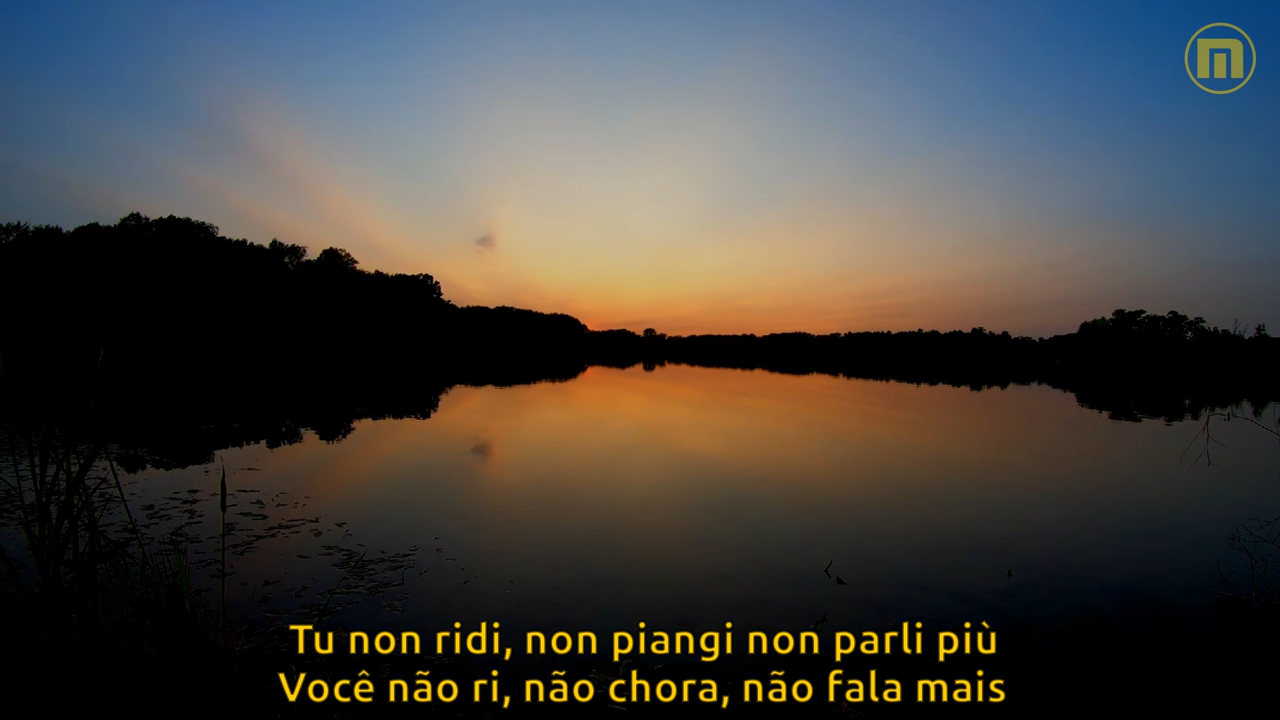 Tu non ridi, non piangi non parli più
Você não ri, não chora, não fala mais